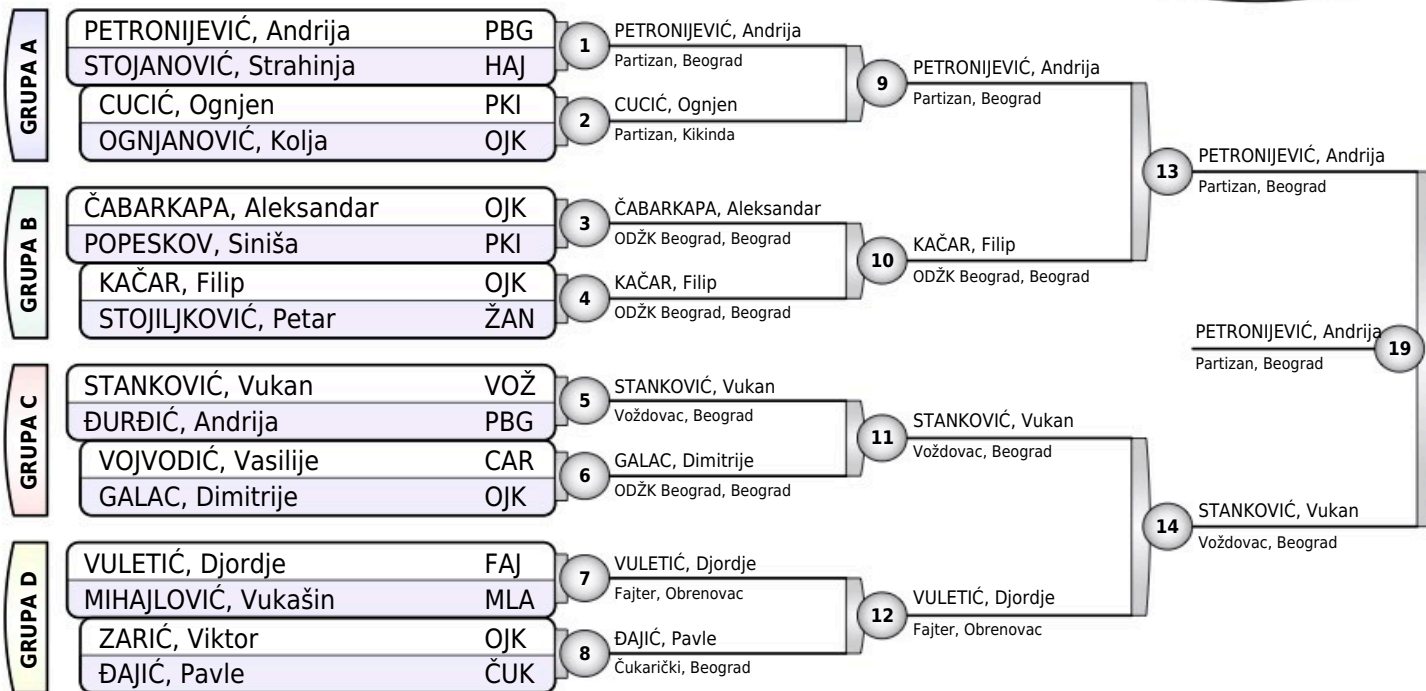 GRUPA A
PETRONIJEVIĆ, Andrija PBG
STOJANOVIĆ, Strahinja HAJ
CUCIĆ, Ognjen PKI
OGNJANOVIĆ, Kolja OJK
GRUPA B
ČABARKAPA, Aleksandar OJK
POPESKOV, Siniša PKI
KAČAR, Filip OJK
STOJILJKOVIĆ, Petar ŽAN
GRUPA C
STANKOVIĆ, Vukan VOŽ
ĐURĐIĆ, Andrija PBG
VOJVODIĆ, Vasilije CAR
GALAC, Dimitrije OJK
GRUPA D
VULETIĆ, Djordje FAJ
MIHAJLOVIĆ, Vukašin MLA
ZARIĆ, Viktor OJK
ĐAJIĆ, Pavle ČUK
1
PETRONIJEVIĆ, Andrija
Partizan, Beograd
2
CUCIĆ, Ognjen
Partizan, Kikinda
3
ČABARKAPA, Aleksandar
ODŽK Beograd, Beograd
4
KAČAR, Filip
ODŽK Beograd, Beograd
5
STANKOVIĆ, Vukan
Voždovac, Beograd
6
GALAC, Dimitrije
ODŽK Beograd, Beograd
7
VULETIĆ, Djordje
Fajter, Obrenovac
8
ĐAJIĆ, Pavle
Čukarički, Beograd
9
PETRONIJEVIĆ, Andrija
Partizan, Beograd
10
KAČAR, Filip
ODŽK Beograd, Beograd
11
STANKOVIĆ, Vukan
Voždovac, Beograd
12
VULETIĆ, Djordje
Fajter, Obrenovac
13
PETRONIJEVIĆ, Andrija
Partizan, Beograd
14
STANKOVIĆ, Vukan
Voždovac, Beograd
PETRONIJEVIĆ, Andrija
Partizan, Beograd
19